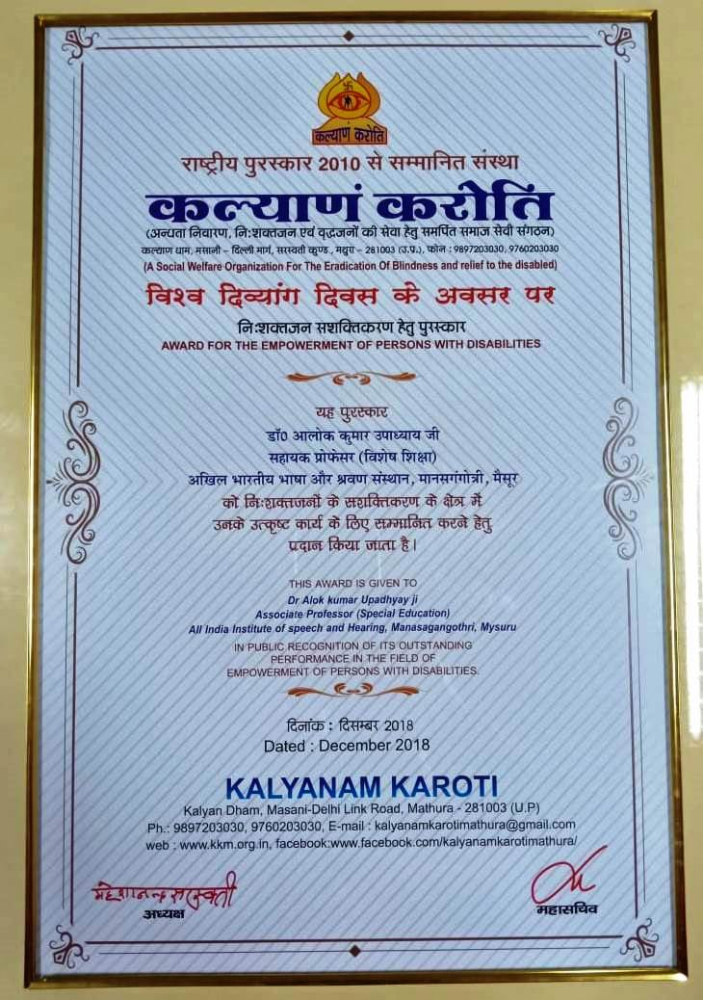 कल्याणं करोति
राष्ट्रीय पुरस्कार 2010 से सम्मानित संस्था
कल्याणं करोति
(अन्धता निवारण, निःशक्तजन एवं वृद्धजनों की सेवा हेतु समर्पित समाज सेवी संगठन)
कल्याण धाम, मसानी – दिल्ली मार्ग, सरस्वती कुण्ड, मथुरा – 281003 (उ.प्र.), फोन : 9897203030, 9760203030
(A Social Welfare Organization For The Eradication Of Blindness and relief to the disabled)
विश्व दिव्यांग दिवस के अवसर पर
निःशक्तजन सशक्तिकरण हेतु पुरस्कार
AWARD FOR THE EMPOWERMENT OF PERSONS WITH DISABILITIES
यह पुरस्कार
डॉ0 आलोक कुमार उपाध्याय जी
सहायक प्रोफेसर (विशेष शिक्षा)
अखिल भारतीय भाषा और श्रवण संस्थान, मानसगंगोत्री, मैसूर
को निःशक्तजनों के सशक्तिकरण के क्षेत्र में
उनके उत्कृष्ट कार्य के लिए सम्मानित करने हेतु
प्रदान किया जाता है।
THIS AWARD IS GIVEN TO
Dr Alok kumar Upadhyay ji
Associate Professor (Special Education)
All India Institute of speech and Hearing, Manasagangothri, Mysuru
IN PUBLIC RECOGNITION OF ITS OUTSTANDING
PERFORMANCE IN THE FIELD OF
EMPOWERMENT OF PERSONS WITH DISABILITIES.
दिनांक : दिसम्बर 2018
Dated : December 2018
KALYANAM KAROTI
Kalyan Dham, Masani-Delhi Link Road, Mathura - 281003 (U.P)
Ph.: 9897203030, 9760203030, E-mail : kalyanamkarotimathura@gmail.com
web : www.kkm.org.in, facebook:www.facebook.com/kalyanamkarotimathura/
अध्यक्ष
महासचिव